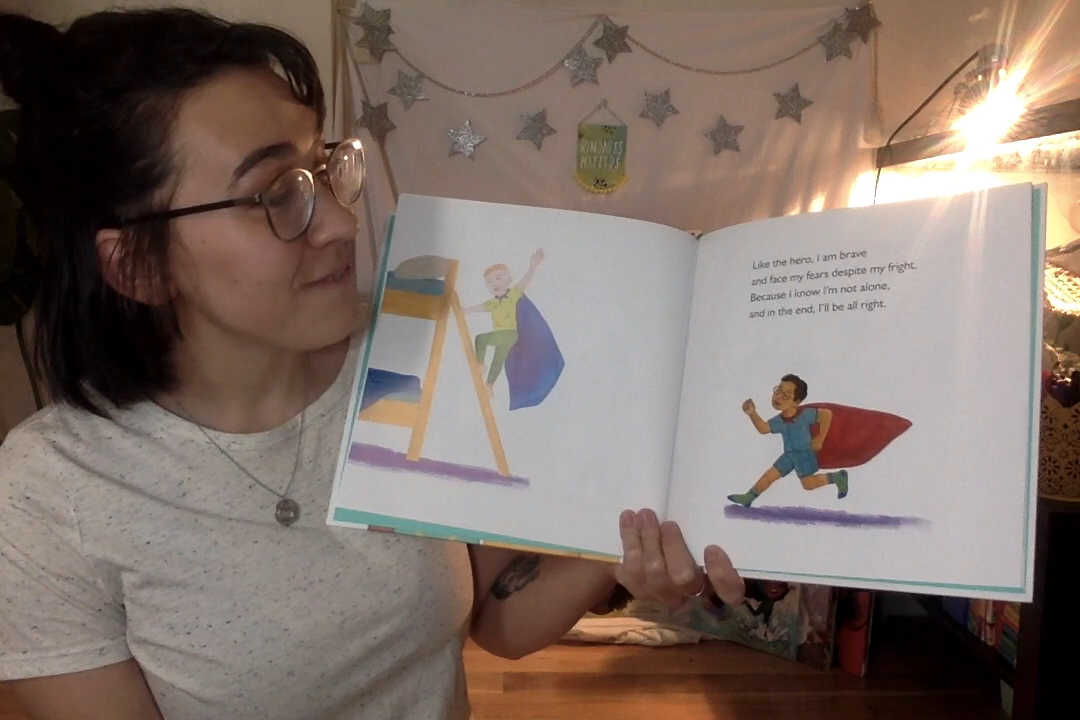 KINDNESS
MATTERS
Like the hero, I am brave
and face my fears despite my fright,
Because I know I'm not alone,
and in the end, I'll be all right.